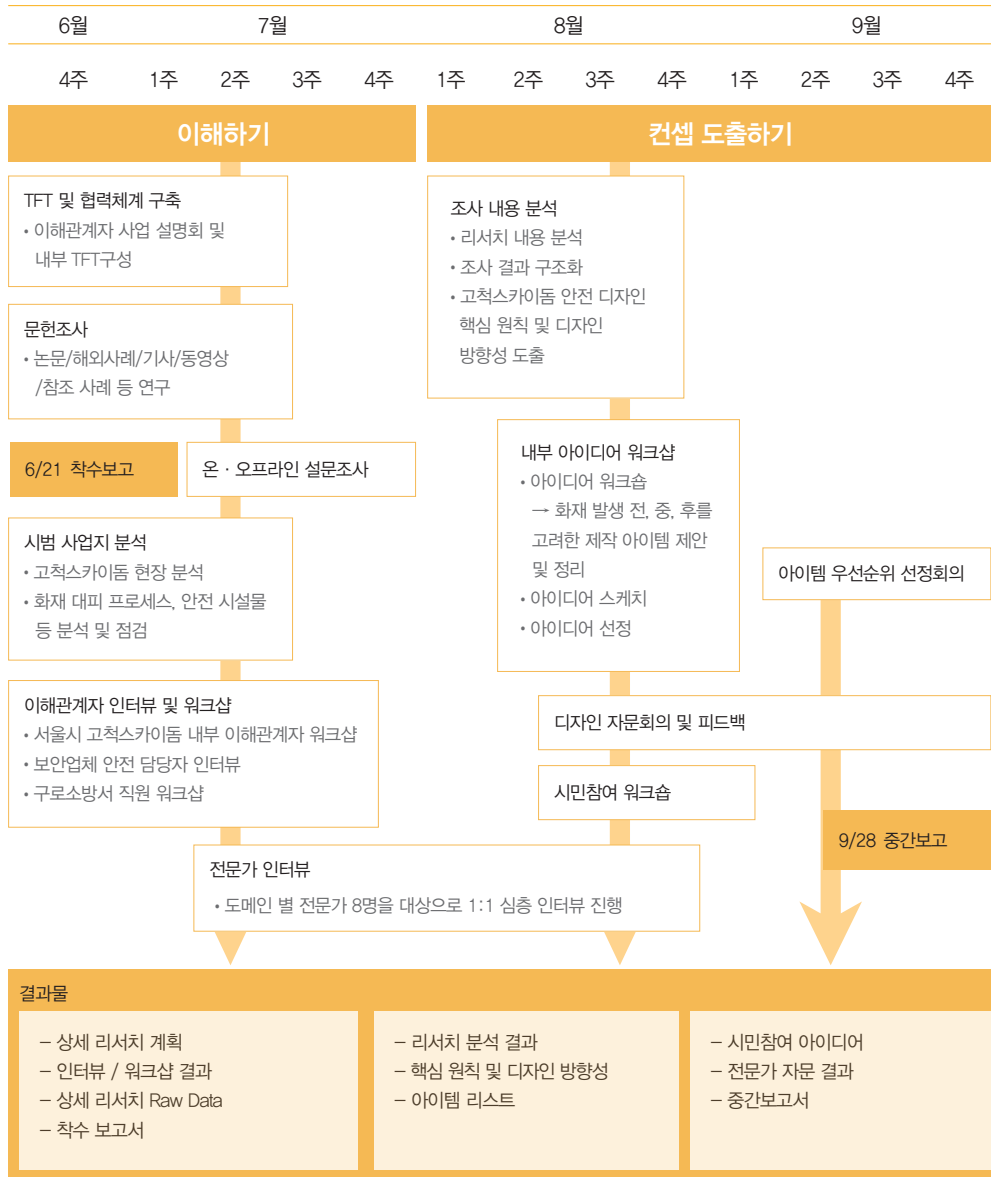 6월 7월 8월 9월
4주 1주 2주 3주 4주 1주 2주 3주 4주 1주 2주 3주 4주
이해하기
컨셉 도출하기
TFT 및 협력체계 구축
• 이해관계자 사업 설명회 및
내부 TFT구성
문헌조사
• 논문/해외사례/기사/동영상
/참조 사례 등 연구
6/21 착수보고
온 · 오프라인 설문조사
시범 사업지 분석
• 고척스카이돔 현장 분석
• 화재 대피 프로세스, 안전 시설물
등 분석 및 점검
이해관계자 인터뷰 및 워크샵
• 서울시 고척스카이돔 내부 이해관계자 워크샵
• 보안업체 안전 담당자 인터뷰
• 구로소방서 직원 워크샵
조사 내용 분석
• 리서치 내용 분석
• 조사 결과 구조화
• 고척스카이돔 안전 디자인
핵심 원칙 및 디자인
방향성 도출
내부 아이디어 워크샵
• 아이디어 워크숍
→ 화재 발생 전, 중, 후를
고려한 제작 아이템 제안
및 정리
• 아이디어 스케치
• 아이디어 선정
아이템 우선순위 선정회의
디자인 자문회의 및 피드백
시민참여 워크숍
9/28 중간보고
전문가 인터뷰
• 도메인 별 전문가 8명을 대상으로 1:1 심층 인터뷰 진행
결과물
– 상세 리서치 계획
– 인터뷰 / 워크샵 결과
– 상세 리서치 Raw Data
– 착수 보고서
– 리서치 분석 결과
– 핵심 원칙 및 디자인 방향성
– 아이템 리스트
– 시민참여 아이디어
– 전문가 자문 결과
– 중간보고서